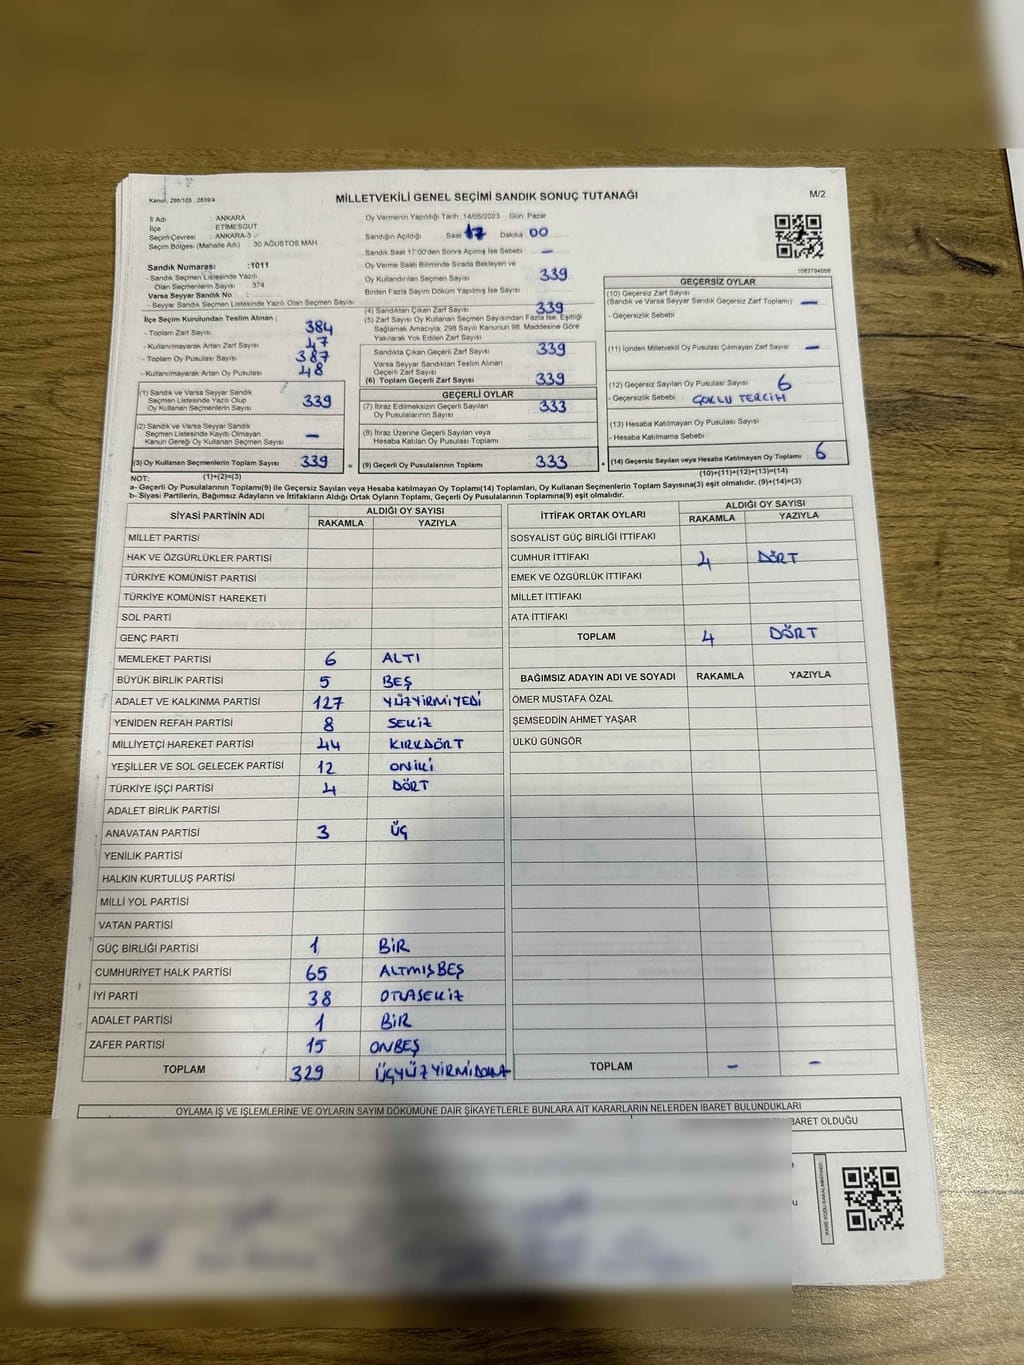 Kanun, 298/105 , 2839/4
MİLLETVEKİLİ GENEL SEÇİMİ SANDIK SONUÇ TUTANAĞI
M/2
İl Adı : ANKARA
İlçe : ETİMESGUT
Seçim Çevresi : ANKARA-3
Seçim Bölgesi (Mahalle Adı) : 30 AĞUSTOS MAH
Sandık Numarası :1011
- Sandık Seçmen Listesinde Yazılı
Olan Seçmenlerin Sayısı : 374
Varsa Seyyar Sandık No :
- Seyyar Sandık Seçmen Listesinde Yazılı Olan Seçmen Sayısı
İlçe Seçim Kurulundan Teslim Alınan ;
- Toplam Zarf Sayısı 384
- Kullanılmayarak Artan Zarf Sayısı 47
- Toplam Oy Pusulası Sayısı 387
- Kullanılmayarak Artan Oy Pusulası 48
(1) Sandık ve Varsa Seyyar Sandık
Seçmen Listesinde Yazılı Olup
Oy Kullanan Seçmenlerin Sayısı 339
(2) Sandık ve Varsa Seyyar Sandık
Seçmen Listesinde Kayıtlı Olmayan
Kanun Gereği Oy Kullanan Seçmen Sayısı —
(3) Oy Kullanan Seçmenlerin Toplam Sayısı 339
(1)+(2)=(3)
Oy Vermenin Yapıldığı Tarih : 14/05/2023 Gün: Pazar
Sandığın Açıldığı Saat 17 Dakika 00
Sandık Saat 17:00'den Sonra Açılmış İse Sebebi —
Oy Verme Saati Bitiminde Sırada Bekleyen ve
Oy Kullandırılan Seçmen Sayısı 339
Birden Fazla Sayım Döküm Yapılmış İse Sayısı
(4) Sandıktan Çıkan Zarf Sayısı 339
(5) Zarf Sayısı Oy Kullanan Seçmen Sayısından Fazla İse, Eşitliği
Sağlamak Amacıyla, 298 Sayılı Kanunun 98. Maddesine Göre
Yakılarak Yok Edilen Zarf Sayısı
Sandıkta Çıkan Geçerli Zarf Sayısı 339
Varsa Seyyar Sandıktan Teslim Alınan
Geçerli Zarf Sayısı
(6) Toplam Geçerli Zarf Sayısı 339
GEÇERLİ OYLAR
(7) İtiraz Edilmeksizin Geçerli Sayılan
Oy Pusulalarının Sayısı 333
(8) İtiraz Üzerine Geçerli Sayılan veya
Hesaba Katılan Oy Pusulalarının Sayısı
= (9) Geçerli Oy Pusulalarının Toplamı 333
1083794608
GEÇERSİZ OYLAR
(10) Geçersiz Zarf Sayısı
(Sandık ve Varsa Seyyar Sandık Geçersiz Zarf Toplamı) —
- Geçersizlik Sebebi :
(11) İçinden Milletvekili Oy Pusulası Çıkmayan Zarf Sayısı —
(12) Geçersiz Sayılan Oy Pusulası Sayısı 6
- Geçersizlik Sebebi : ÇOKLU TERCİH
(13) Hesaba Katılmayan Oy Pusulası Sayısı
- Hesaba Katılmama Sebebi :
+ (14) Geçersiz Sayılan veya Hesaba Katılmayan Oy Toplamı : 6
(10)+(11)+(12)+(13)=(14)
NOT:
a- Geçerli Oy Pusulalarının Toplamı(9) ile Geçersiz Sayılan veya Hesaba katılmayan Oy Toplamı(14) Toplamları, Oy Kullanan Seçmenlerin Toplam Sayısına(3) eşit olmalıdır. (9)+(14)=(3)
b- Siyasi Partilerin, Bağımsız Adayların ve İttifakların Aldığı Ortak Oyların Toplamı, Geçerli Oy Pusulalarının Toplamına(9) eşit olmalıdır.
SİYASİ PARTİNİN ADI ALDIĞI OY SAYISI
RAKAMLA YAZIYLA
MİLLET PARTİSİ
HAK VE ÖZGÜRLÜKLER PARTİSİ
TÜRKİYE KOMÜNİST PARTİSİ
TÜRKİYE KOMÜNİST HAREKETİ
SOL PARTİ
GENÇ PARTİ
MEMLEKET PARTİSİ 6 ALTI
BÜYÜK BİRLİK PARTİSİ 5 BEŞ
ADALET VE KALKINMA PARTİSİ 127 YÜZYİRMİYEDİ
YENİDEN REFAH PARTİSİ 8 SEKİZ
MİLLİYETÇİ HAREKET PARTİSİ 44 KIRKDÖRT
YEŞİLLER VE SOL GELECEK PARTİSİ 12 ONİKİ
TÜRKİYE İŞÇİ PARTİSİ 4 DÖRT
ADALET BİRLİK PARTİSİ
ANAVATAN PARTİSİ 3 ÜÇ
YENİLİK PARTİSİ
HALKIN KURTULUŞ PARTİSİ
MİLLİ YOL PARTİSİ
VATAN PARTİSİ
GÜÇ BİRLİĞİ PARTİSİ 1 BİR
CUMHURİYET HALK PARTİSİ 65 ALTMIŞBEŞ
İYİ PARTİ 38 OTUZSEKİZ
ADALET PARTİSİ 1 BİR
ZAFER PARTİSİ 15 ONBEŞ
TOPLAM 329 ÜÇYÜZYİRMİDOKUZ
İTTİFAK ORTAK OYLARI ALDIĞI OY SAYISI
RAKAMLA YAZIYLA
SOSYALİST GÜÇ BİRLİĞİ İTTİFAKI
CUMHUR İTTİFAKI 4 DÖRT
EMEK VE ÖZGÜRLÜK İTTİFAKI
MİLLET İTTİFAKI
ATA İTTİFAKI
TOPLAM 4 DÖRT
BAĞIMSIZ ADAYIN ADI VE SOYADI RAKAMLA YAZIYLA
ÖMER MUSTAFA ÖZAL
ŞEMSEDDİN AHMET YAŞAR
ÜLKÜ GÜNGÖR
TOPLAM — —
OYLAMA İŞ VE İŞLEMLERİNE VE OYLARIN SAYIM DÖKÜMÜNE DAİR ŞİKAYETLERLE BUNLARA AİT KARARLARIN NELERDEN İBARET BULUNDUKLARI
İBARET OLDUĞU